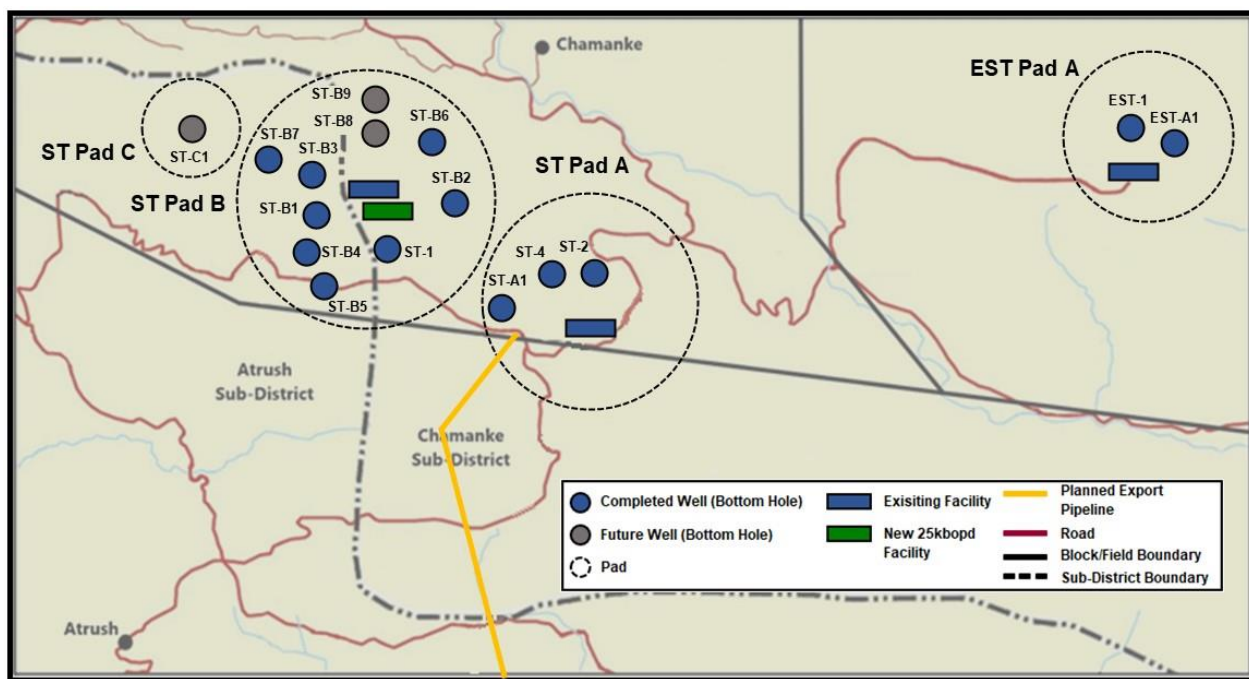 Chamanke
EST Pad A
ST-B9
EST-1
ST-B8
ST-B6
EST-A1
ST-B7
ST Pad C
ST-C1
ST-B3
ST Pad A
ST Pad B
ST-B2
ST-B1
ST-4
ST-2
ST-B4
ST-1
ST-A1
ST-B5
Atrush
Sub-District
Chamanke
Sub-District
Completed Well (Bottom Hole)
Future Well (Bottom Hole)
Pad
Exisiting Facility
New 25kbopd
Facility
Planned Export
Pipeline
Road
Block/Field Boundary
Sub-District Boundary
Atrush